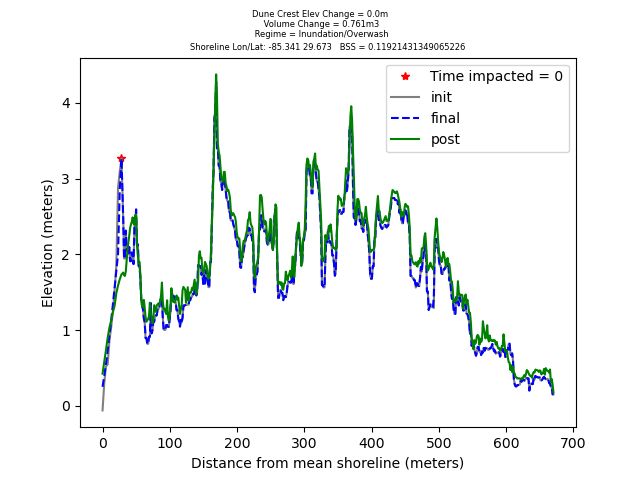 Dune Crest Elev Change = 0.0m
Volume Change = 0.761m3
Regime = Inundation/Overwash
Shoreline Lon/Lat: -85.341 29.673 BSS = 0.11921431349065226
Time impacted = 0
init
final
post
4
3
2
1
0
Elevation (meters)
0 100 200 300 400 500 600 700
Distance from mean shoreline (meters)